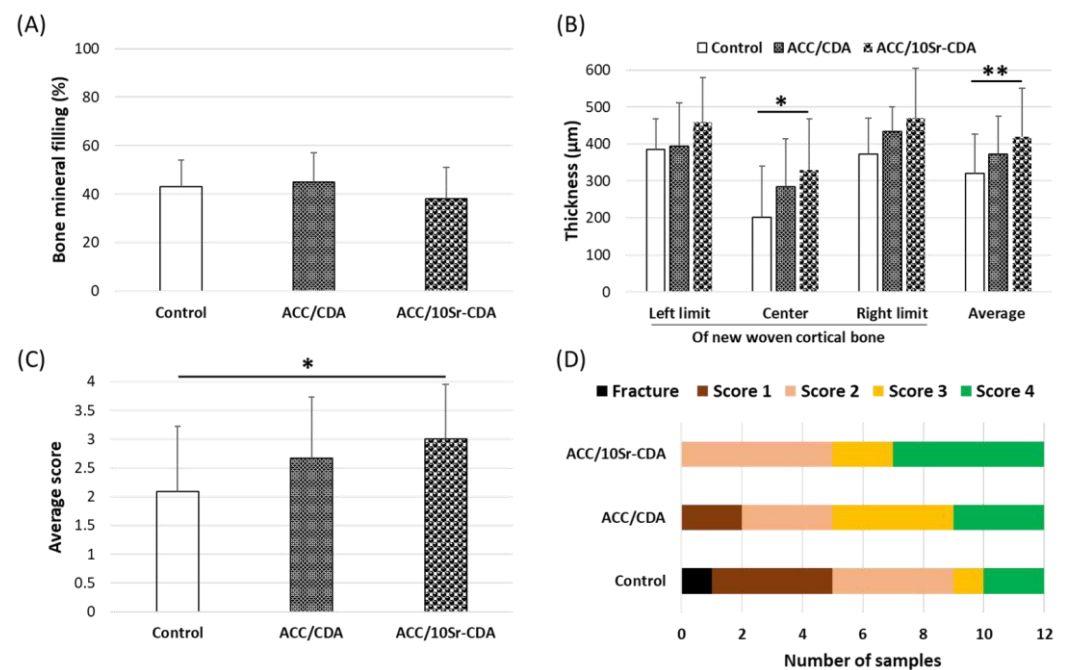 (A)
Bone mineral filling (%)
100
80
60
40
20
0
Control ACC/CDA ACC/10Sr-CDA
(B)
Control ACC/CDA ACC/10Sr-CDA
Thickness (µm)
600
500
400
300
200
100
0
*
**
Left limit Center Right limit Average
Of new woven cortical bone
(C)
Average score
4
3.5
3
2.5
2
1.5
1
0.5
0
*
Control ACC/CDA ACC/10Sr-CDA
(D)
Fracture Score 1 Score 2 Score 3 Score 4
ACC/10Sr-CDA
ACC/CDA
Control
0 2 4 6 8 10 12
Number of samples